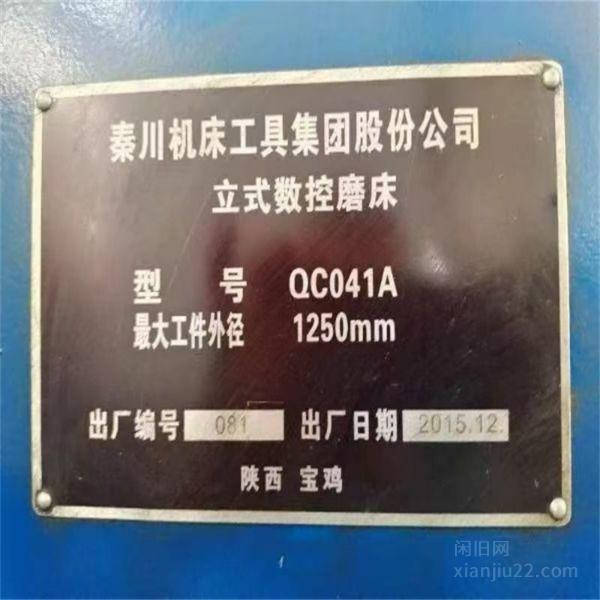 秦川机床工具集团股份公司
立式数控磨床
型 号 QC041A
最大工件外径 1250mm
出厂编号 081 出厂日期 2015.12.
陕西 宝鸡
闲旧网
xianjiu22.com